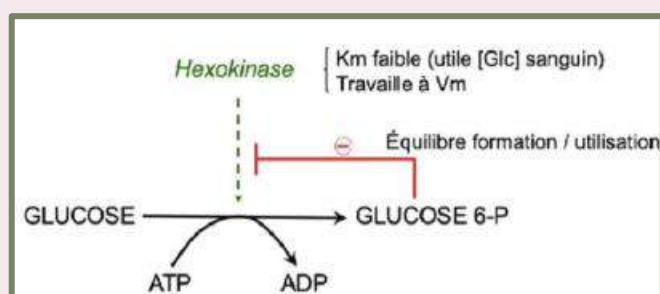 Hexokinase
Km faible (utile [Glc] sanguin)
Travaille à Vm
⊖
Équilibre formation / utilisation
GLUCOSE
GLUCOSE 6-P
ATP
ADP